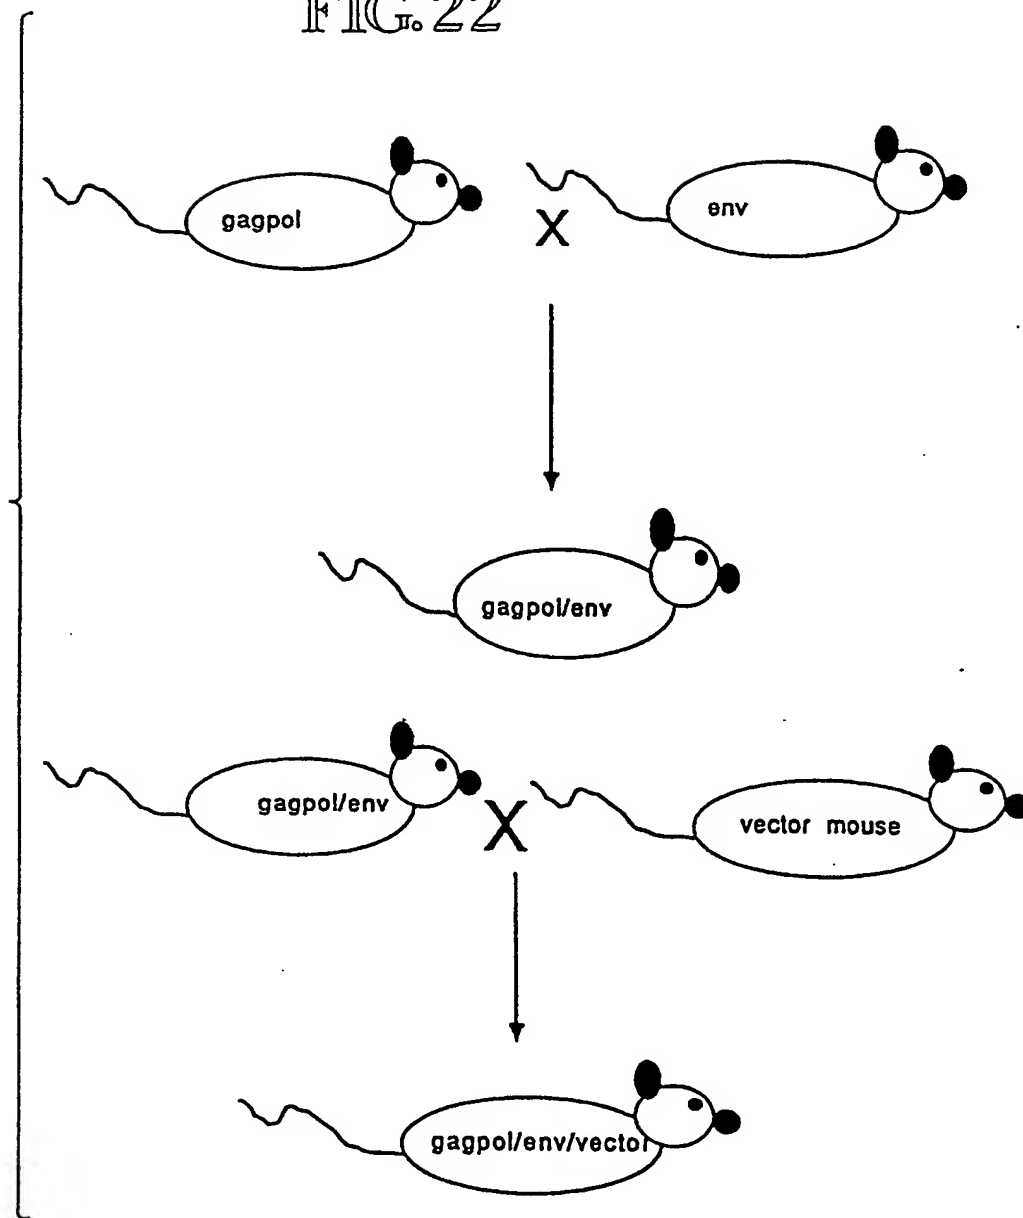 FIG. 22
gagpol
X
env
gagpol/env
gagpol/env
X
vector mouse
gagpol/env/vector